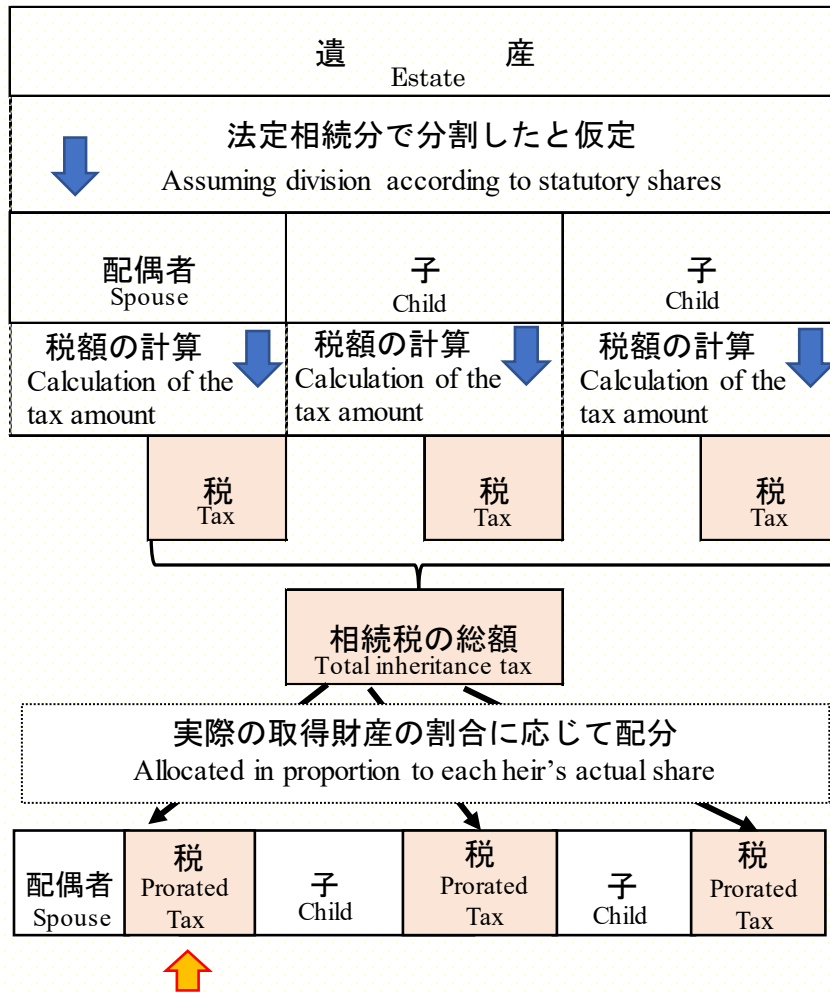 遺 産
Estate
法定相続分で分割したと仮定
Assuming division according to statutory shares
配偶者
Spouse
子
Child
子
Child
税額の計算
Calculation of the
tax amount
税額の計算
Calculation of the
tax amount
税額の計算
Calculation of the
tax amount
税
Tax
税
Tax
税
Tax
相続税の総額
Total inheritance tax
実際の取得財産の割合に応じて配分
Allocated in proportion to each heir's actual share
配偶者
Spouse
税
Prorated
Tax
子
Child
税
Prorated
Tax
子
Child
税
Prorated
Tax